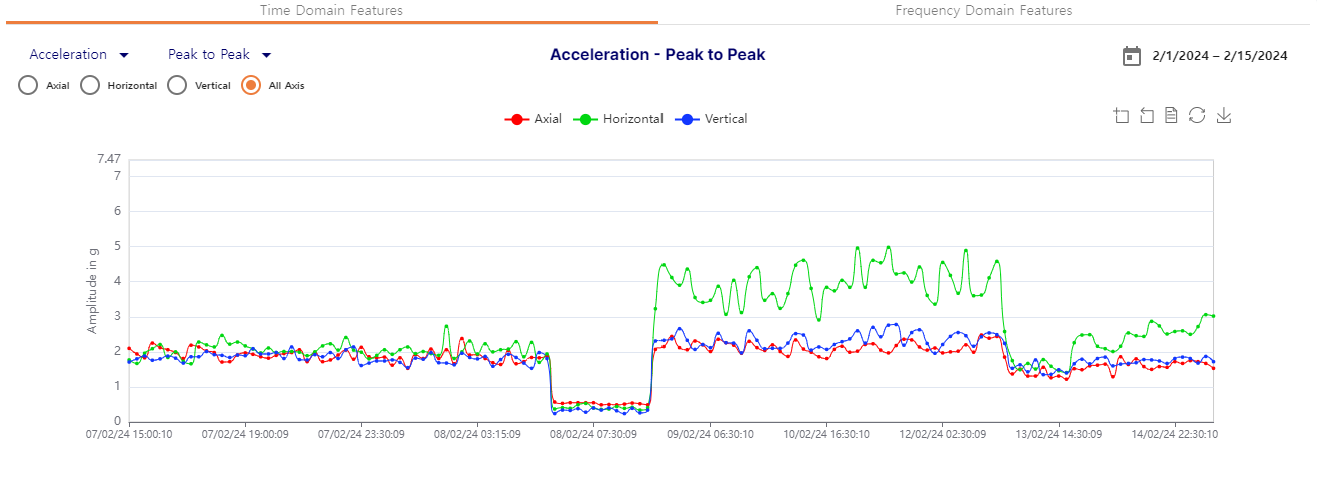 Time Domain Features Frequency Domain Features
Acceleration Peak to Peak Acceleration - Peak to Peak 2/1/2024 – 2/15/2024
Axial Horizontal Vertical All Axis
Axial Horizontal Vertical
7.47
7
6
5
4
3
2
1
0
Amplitude in g
07/02/24 15:00:10 07/02/24 19:00:09 07/02/24 23:30:09 08/02/24 03:15:09 08/02/24 07:30:09 09/02/24 06:30:10 10/02/24 16:30:10 12/02/24 02:30:09 13/02/24 14:30:09 14/02/24 22:30:10